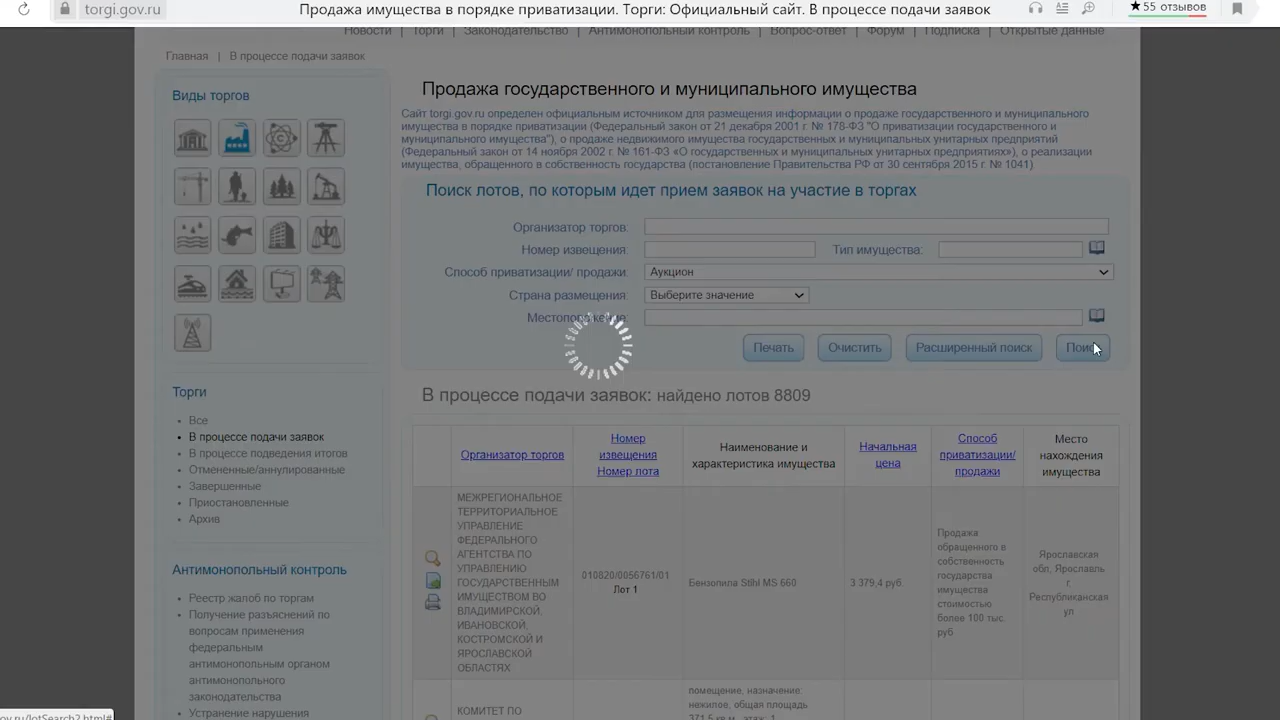 torgi.gov.ru
Продажа имущества в порядке приватизации. Торги: Официальный сайт. В процессе подачи заявок
★55 отзывов
Новости | Торги | Законодательство | Антимонопольный контроль | Вопрос-ответ | Форум | Подписка | Открытые данные
Главная | В процессе подачи заявок
Виды торгов
Торги
Все
В процессе подачи заявок
В процессе подведения итогов
Отмененные/аннулированные
Завершенные
Приостановленные
Архив
Антимонопольный контроль
Реестр жалоб по торгам
Получение разъяснений по
вопросам применения
федеральным
антимонопольным органом
антимонопольного
законодательства
Устранение нарушения
Продажа государственного и муниципального имущества
Сайт torgi.gov.ru определен официальным источником для размещения информации о продаже государственного и муниципального
имущества в порядке приватизации (Федеральный закон от 21 декабря 2001 г. № 178-ФЗ "О приватизации государственного и
муниципального имущества"), о продаже недвижимого имущества государственных и муниципальных унитарных предприятий
(Федеральный закон от 14 ноября 2002 г. № 161-ФЗ «О государственных и муниципальных унитарных предприятиях»), о реализации
имущества, обращенного в собственность государства (постановление Правительства РФ от 30 сентября 2015 г. № 1041)
Поиск лотов, по которым идет прием заявок на участие в торгах
Организатор торгов:
Номер извещения:
Тип имущества:
Способ приватизации/ продажи:
Аукцион
Страна размещения:
Выберите значение
Печать
Очистить
Расширенный поиск
Поиск
В процессе подачи заявок: найдено лотов 8809
Организатор торгов
Номер
извещения
Номер лота
Наименование и
характеристика имущества
Начальная
цена
Способ
приватизации/
продажи
Место
нахождения
имущества
МЕЖРЕГИОНАЛЬНОЕ
ТЕРРИТОРИАЛЬНОЕ
УПРАВЛЕНИЕ
ФЕДЕРАЛЬНОГО
АГЕНТСТВА ПО
УПРАВЛЕНИЮ
ГОСУДАРСТВЕННЫМ
ИМУЩЕСТВОМ ВО
ВЛАДИМИРСКОЙ,
ИВАНОВСКОЙ,
КОСТРОМСКОЙ И
ЯРОСЛАВСКОЙ
ОБЛАСТЯХ
010820/0056761/01
Лот 1
Бензопила Stihl MS 660
3 379,4 руб.
Продажа
обращенного в
собственность
государства
имущества
стоимостью
более 100 тыс.
руб
Ярославская
обл, Ярославль
г,
Республиканская
ул
КОМИТЕТ ПО
помещение, назначение:
нежилое, общая площадь
371,5 кв.м., этаж: 1,